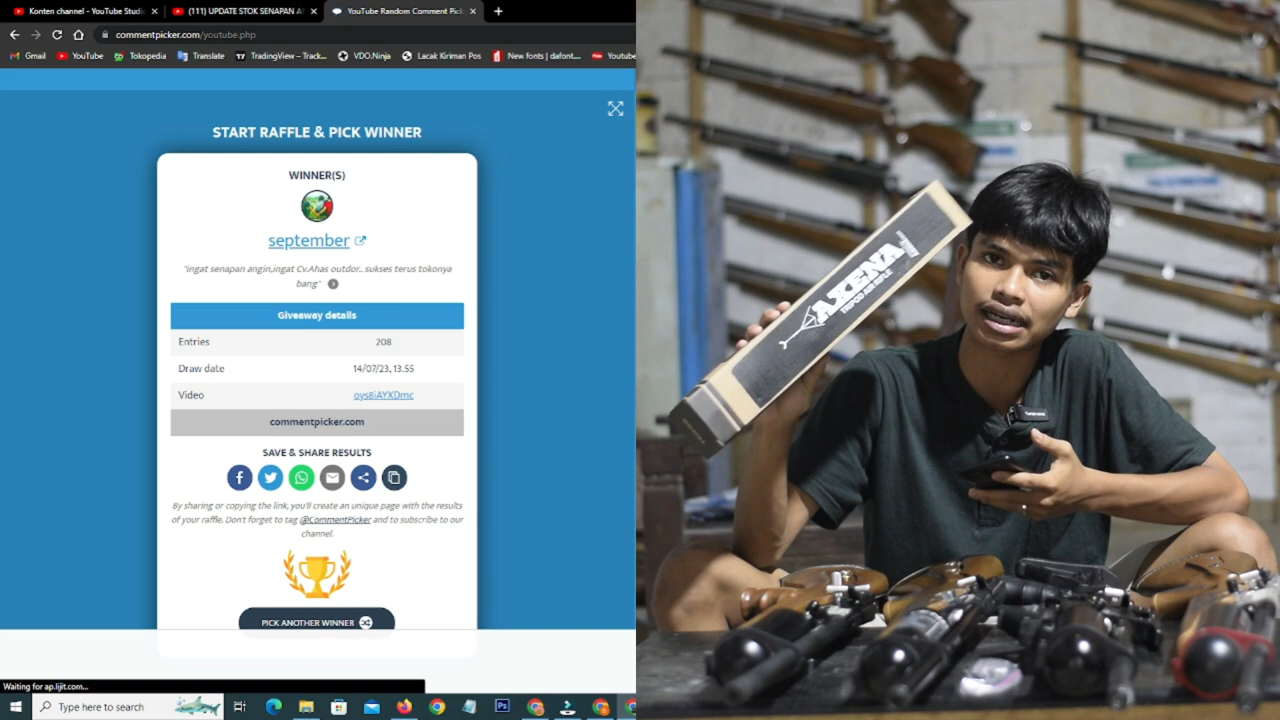 Konten channel - YouTube Studio
(111) UPDATE STOK SENAPAN A
YouTube Random Comment Pick
commentpicker.com/youtube.php
Gmail
YouTube
Tokopedia
Translate
TradingView – Track...
VDO.Ninja
Lacak Kiriman Pos
New fonts | dafont....
Youtube
START RAFFLE & PICK WINNER
WINNER(S)
september
"ingat senapan angin,ingat Cv.Ahas outdor.. sukses terus tokonya
bang"
Giveaway details
Entries 208
Draw date 14/07/23, 13.55
Video oys8iAYXDmc
commentpicker.com
SAVE & SHARE RESULTS
By sharing or copying the link, you'll create an unique page with the results
of your raffle. Don't forget to tag @CommentPicker and to subscribe to our
channel.
PICK ANOTHER WINNER
Waiting for ap.lijit.com...
Type here to search
AXENA
TRIPOD AIR RIFLE